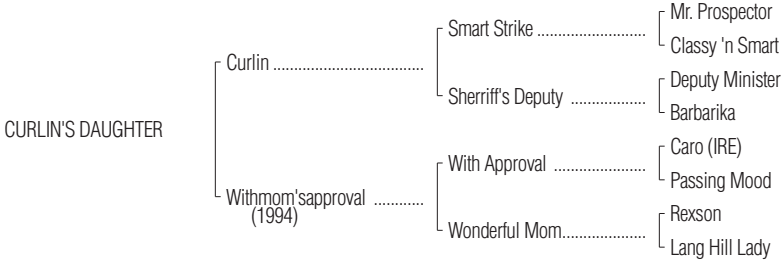 Mr. Prospector
Smart Strike ..........................
Classy 'n Smart
Curlin ....................................
Deputy Minister
Sherriff's Deputy ..................
Barbarika
CURLIN'S DAUGHTER
Caro (IRE)
With Approval ......................
Passing Mood
Withmom'sapproval ............
(1994)
Rexson
Wonderful Mom....................
Lang Hill Lady